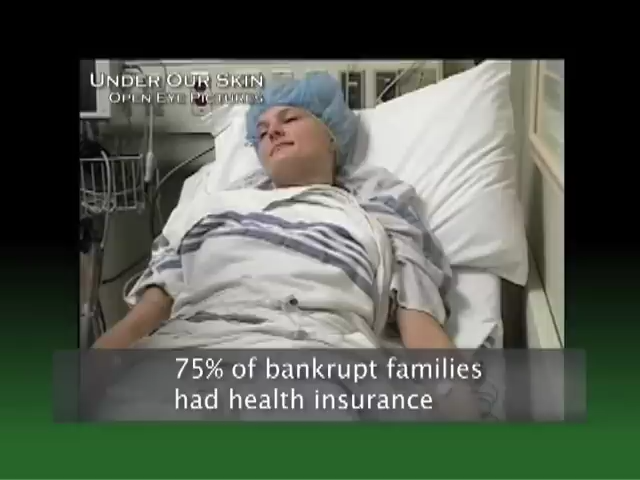 UNDER OUR SKIN
OPEN EYE PICTURES
75% of bankrupt families
had health insurance